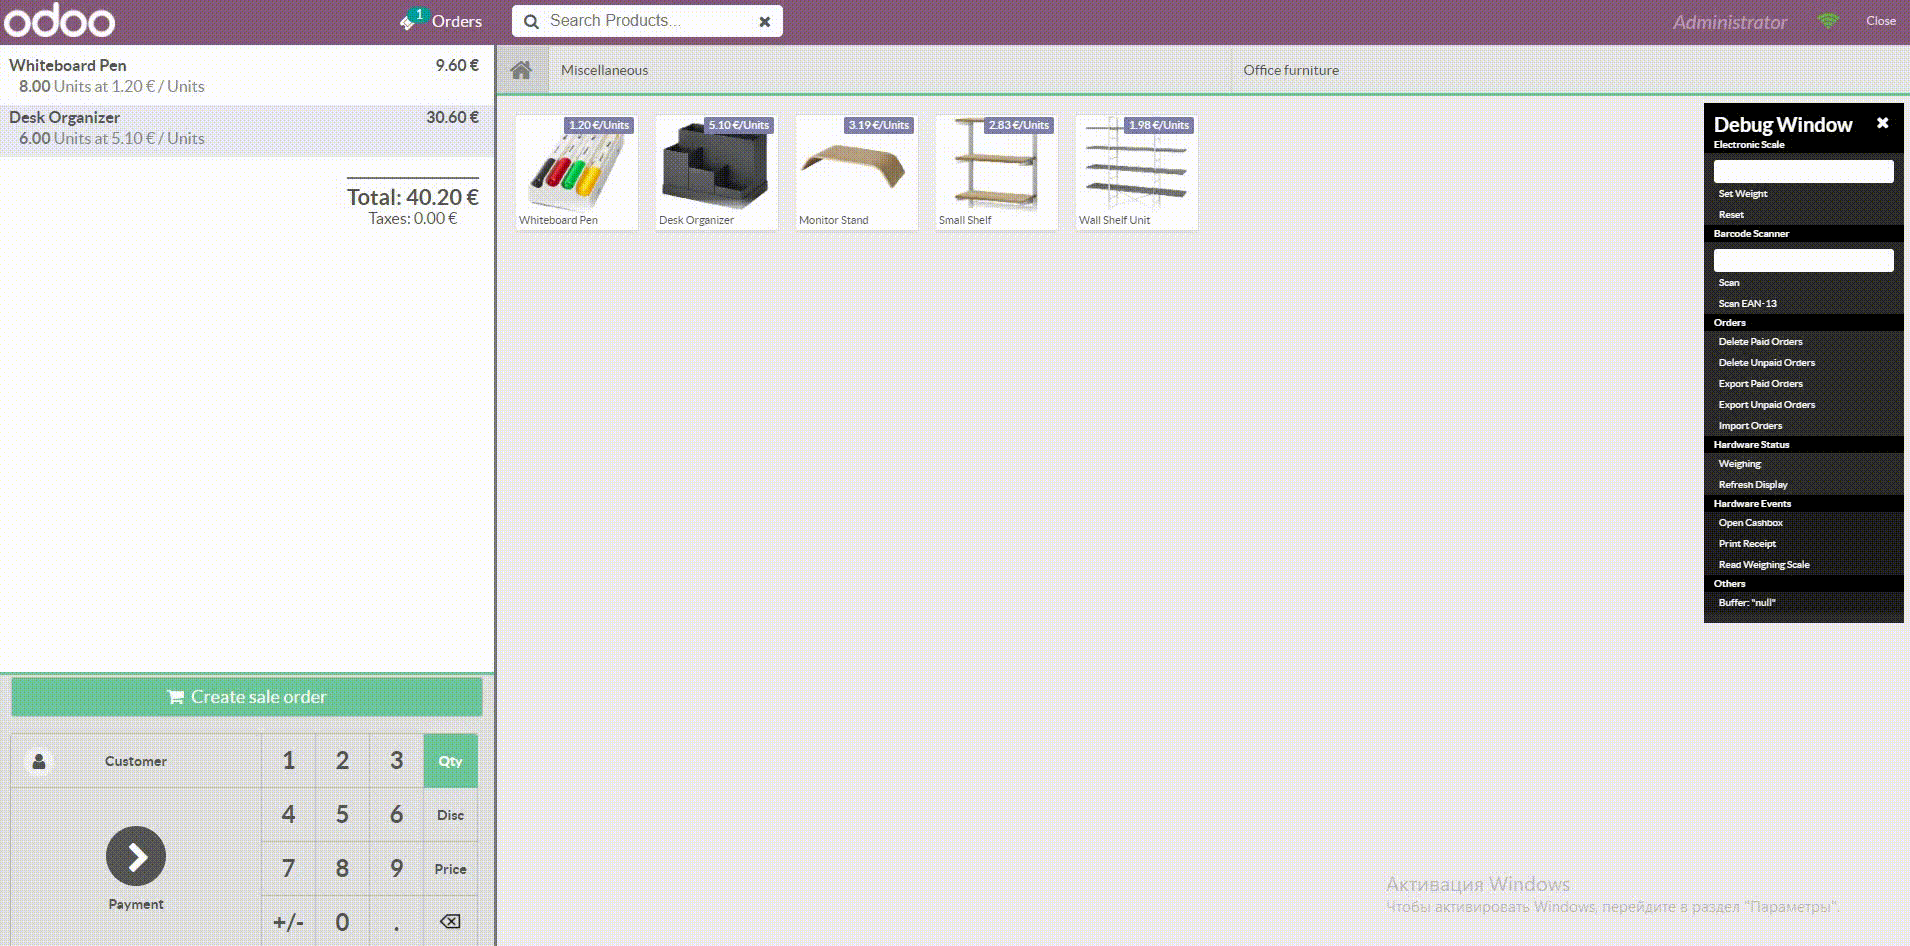 odoo
1
Orders
Search Products...
Administrator
Close
Whiteboard Pen 9.60 €
8.00 Units at 1.20 € / Units
Desk Organizer 30.60 €
6.00 Units at 5.10 € / Units
Total: 40.20 €
Taxes: 0.00 €
Create sale order
Customer
Payment
1 2 3 Qty
4 5 6 Disc
7 8 9 Price
+/- 0 .
Miscellaneous
Office furniture
1.20 €/Units
Whiteboard Pen
5.10 €/Units
Desk Organizer
3.19 €/Units
Monitor Stand
2.83 €/Units
Small Shelf
1.98 €/Units
Wall Shelf Unit
Debug Window
Electronic Scale
Set Weight
Reset
Barcode Scanner
Scan
Scan EAN-13
Orders
Delete Paid Orders
Delete Unpaid Orders
Export Paid Orders
Export Unpaid Orders
Import Orders
Hardware Status
Weighing
Refresh Display
Hardware Events
Open Cashbox
Print Receipt
Read Weighing Scale
Others
Buffer: "null"
Активация Windows
Чтобы активировать Windows, перейдите в раздел "Параметры".